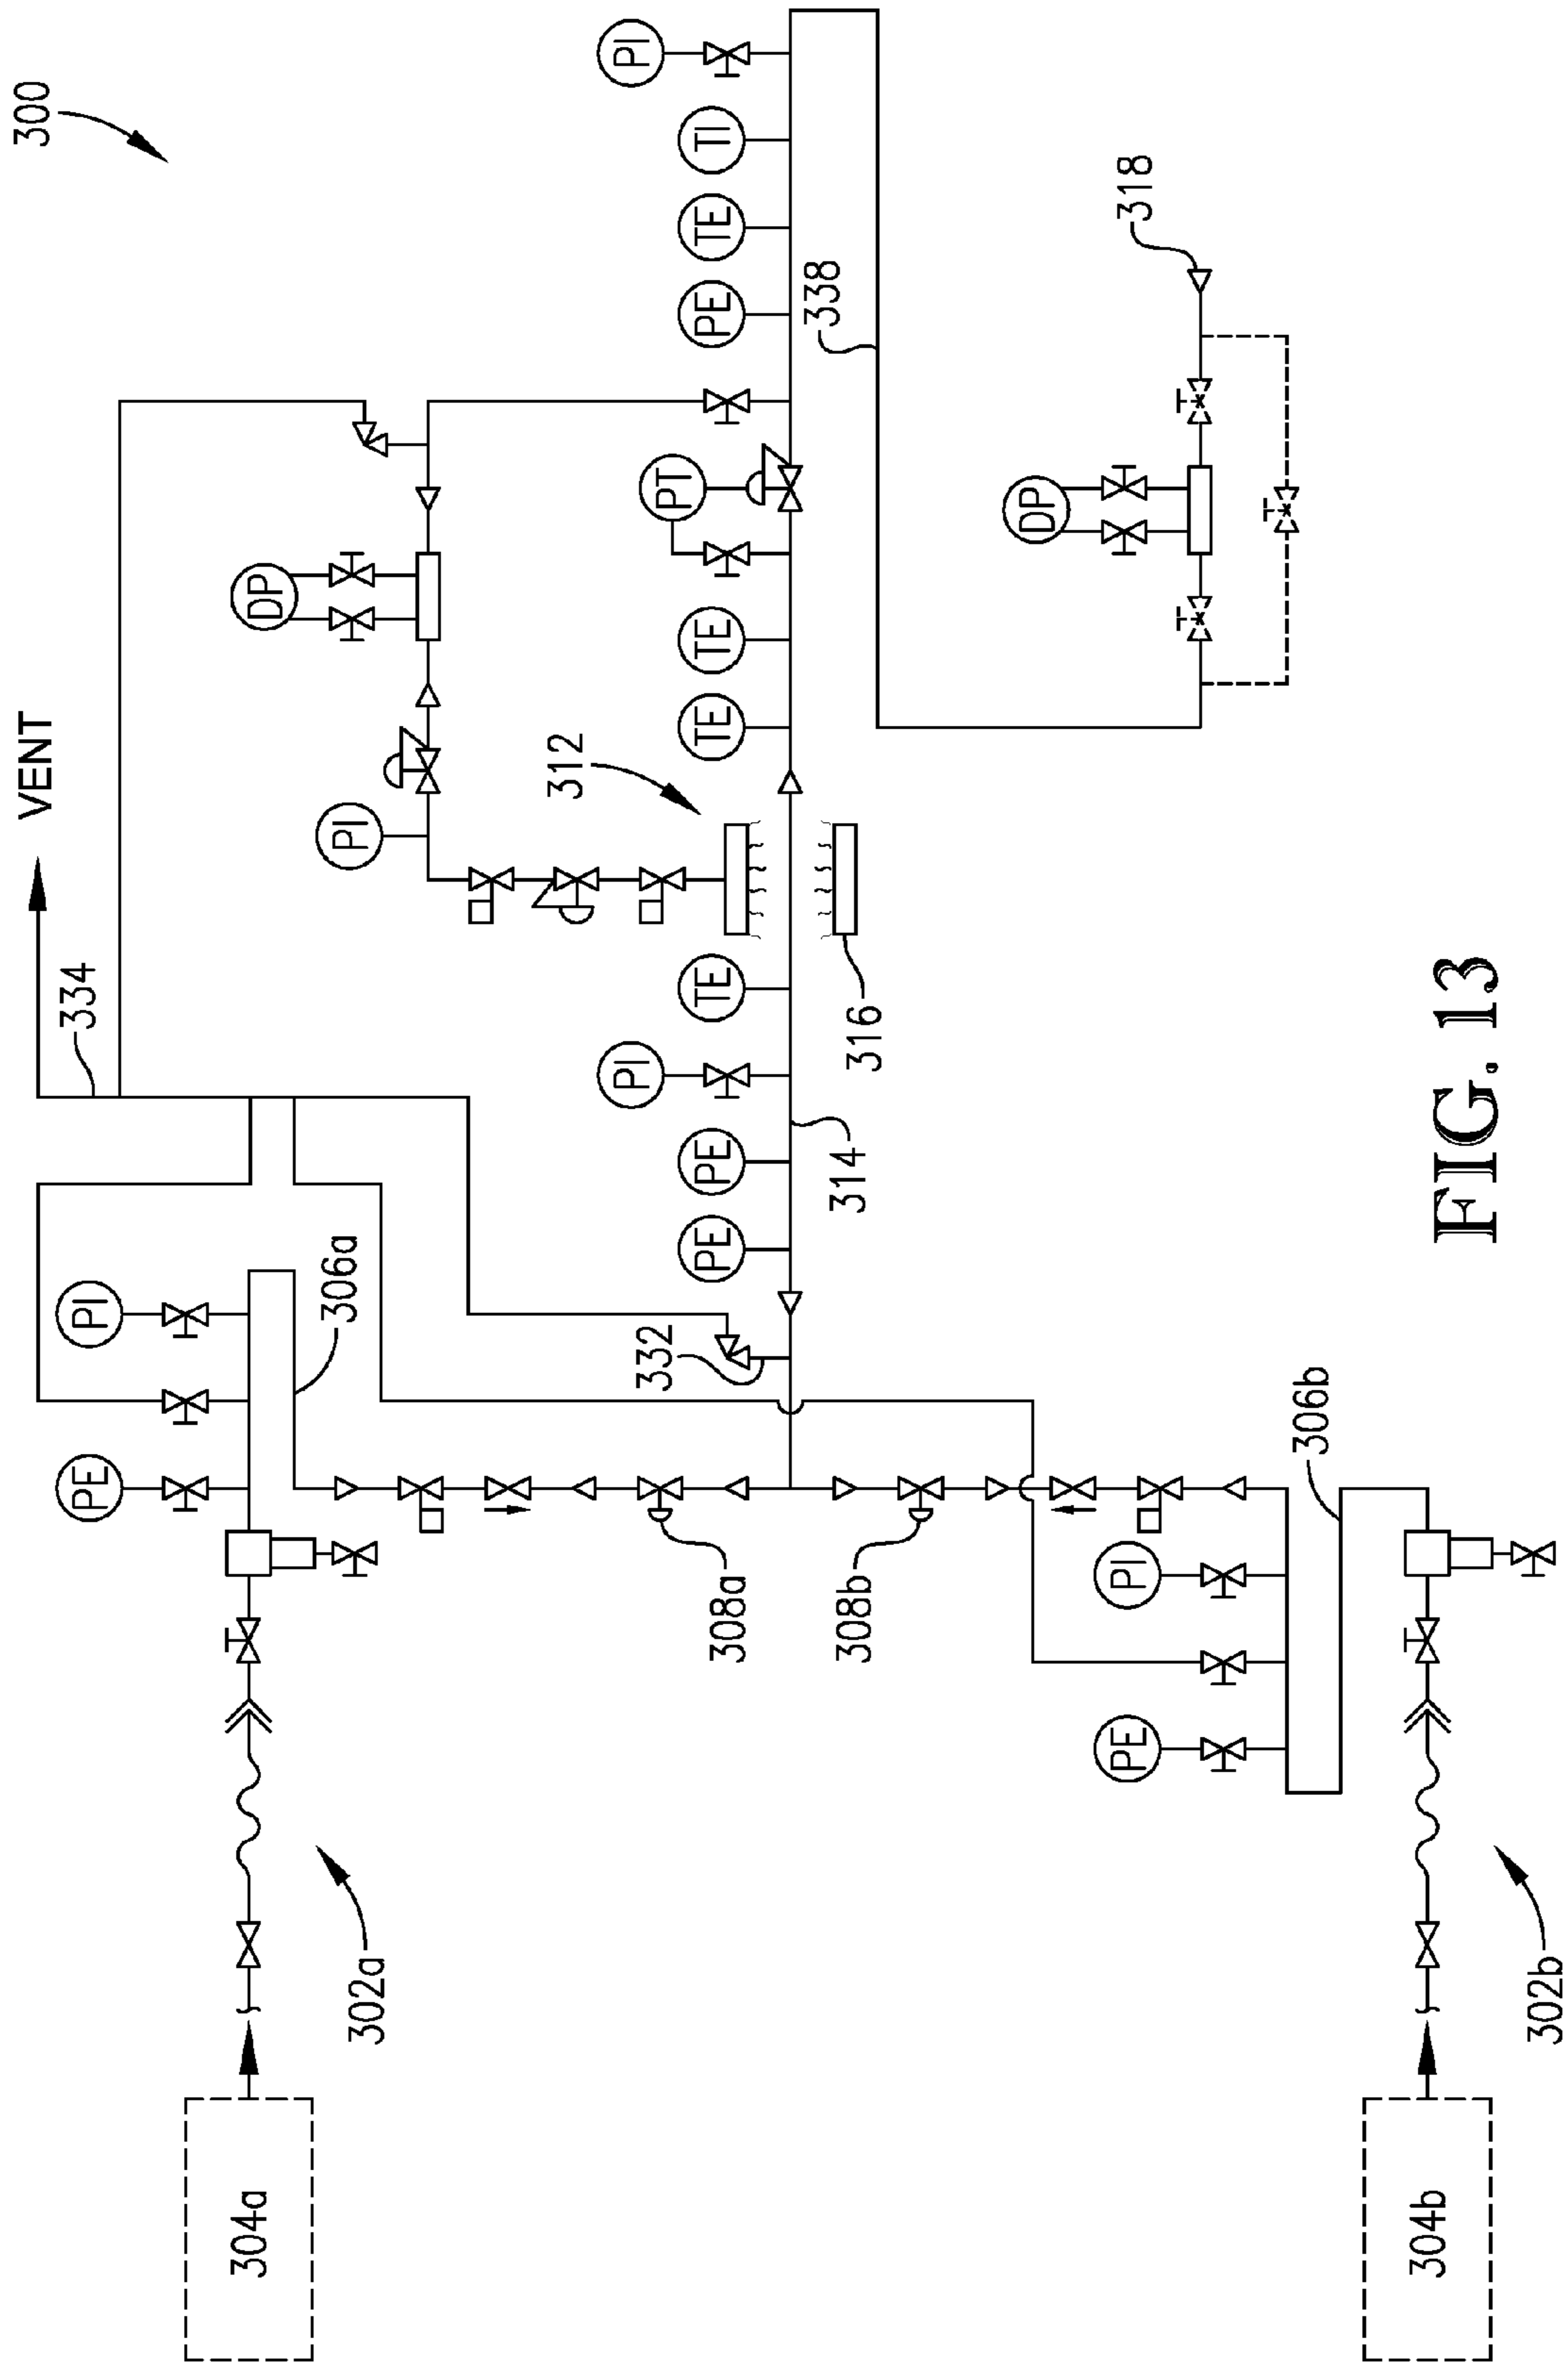 300
VENT
334
PI
TI
TE
PE
338
318
DP
PT
TE
TE
312
DP
PI
TE
316
PI
PE
PE
314
PI
306a
PE
332
308a
308b
306b
PI
PE
302a
302b
304a
304b
FIG. 13